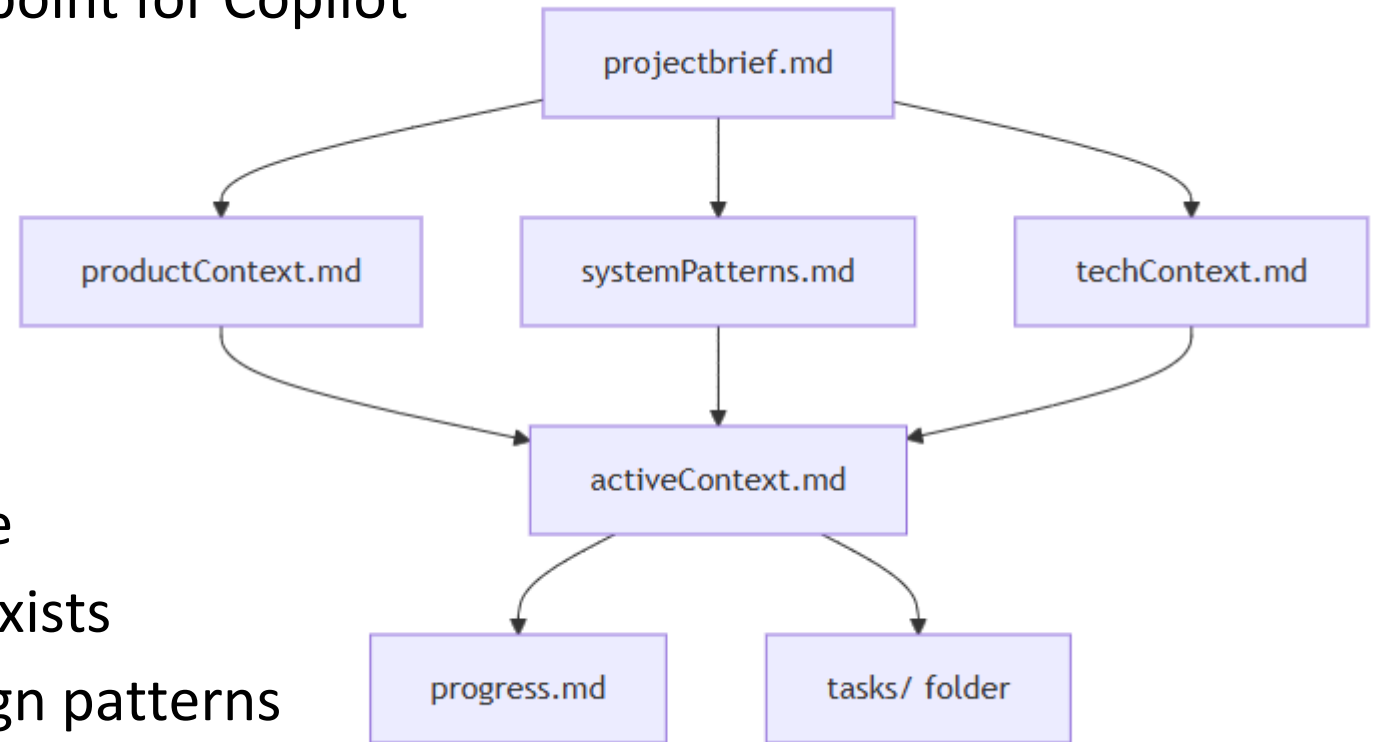 point for Copilot
projectbrief.md
productContext.md
systemPatterns.md
techContext.md
activeContext.md
e
xists
gn patterns
progress.md
tasks/ folder